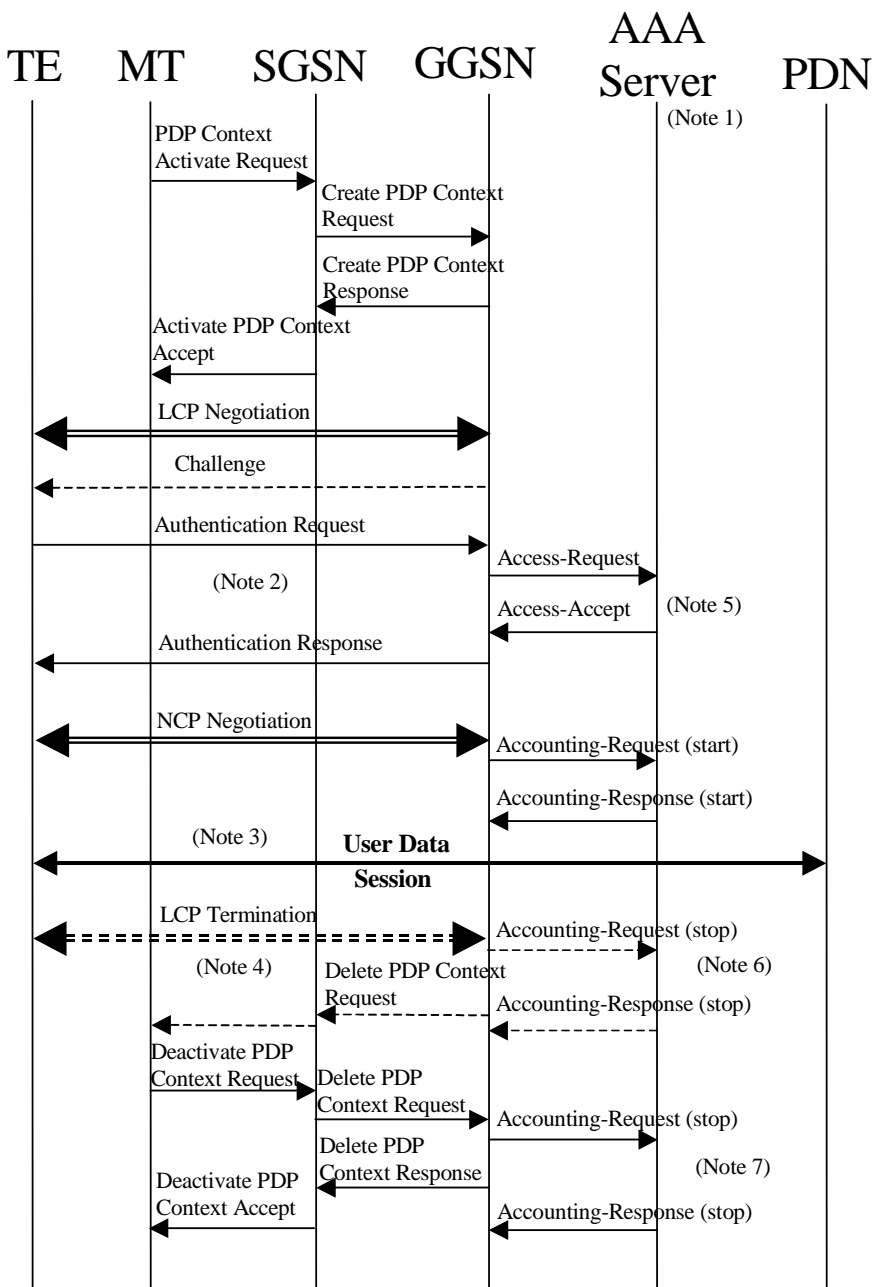 TE MT SGSN GGSN AAA Server PDN
(Note 1)
PDP Context
Activate Request
Create PDP Context
Request
Create PDP Context
Response
Activate PDP Context
Accept
LCP Negotiation
Challenge
Authentication Request
Access-Request
(Note 2)
(Note 5)
Access-Accept
Authentication Response
NCP Negotiation
Accounting-Request (start)
Accounting-Response (start)
(Note 3)
User Data
Session
LCP Termination
Accounting-Request (stop)
(Note 4)
(Note 6)
Delete PDP Context
Request
Accounting-Response (stop)
Deactivate PDP
Context Request
Delete PDP
Context Request
Accounting-Request (stop)
Delete PDP
Context Response
(Note 7)
Deactivate PDP
Context Accept
Accounting-Response (stop)